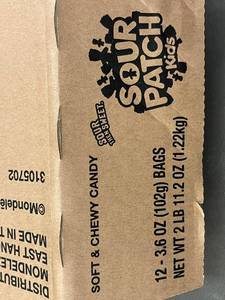 SOUR
PATCH
Kids
SOUR
THEN
SWEET.
SOFT & CHEWY CANDY
12 - 3.6 OZ (102g) BAGS
NET WT 2 LB 11.2 OZ (1.22kg)
3105702
©Mondelē
DISTRIBUT
MONDELE
EAST HAN
MADE IN T